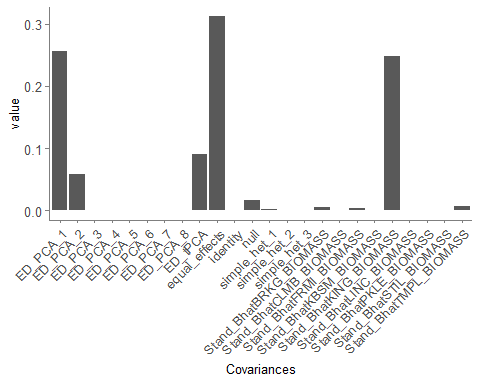 0.3
0.2
0.1
0.0
value
ED_PCA_1
ED_PCA_2
ED_PCA_3
ED_PCA_4
ED_PCA_5
ED_PCA_6
ED_PCA_7
ED_PCA_8
ED_tPCA
equal_effects
Identity
null
simple_het_1
simple_het_2
simple_het_3
Stand_BhatBRKG_BIOMASS
Stand_BhatCLMB_BIOMASS
Stand_BhatFRMI_BIOMASS
Stand_BhatKBSM_BIOMASS
Stand_BhatKING_BIOMASS
Stand_BhatLINC_BIOMASS
Stand_BhatPKLE_BIOMASS
Stand_BhatSTIL_BIOMASS
Stand_BhatTMPL_BIOMASS
Covariances